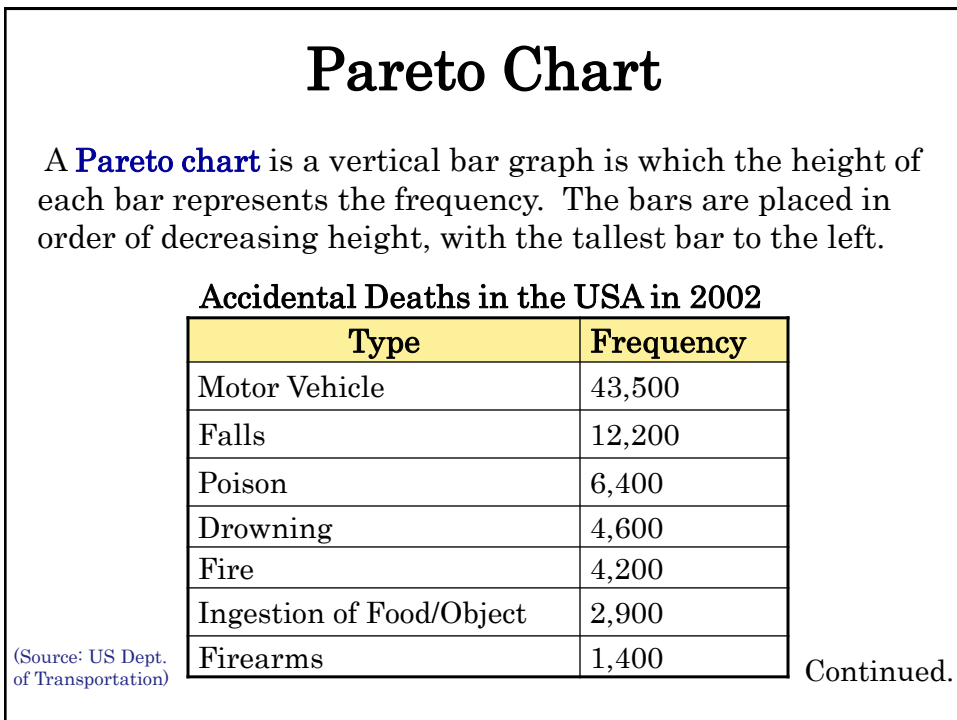 Pareto Chart
A Pareto chart is a vertical bar graph is which the height of
each bar represents the frequency. The bars are placed in
order of decreasing height, with the tallest bar to the left.
Accidental Deaths in the USA in 2002
Type Frequency
Motor Vehicle 43,500
Falls 12,200
Poison 6,400
Drowning 4,600
Fire 4,200
Ingestion of Food/Object 2,900
Firearms 1,400
(Source: US Dept.
of Transportation)
Continued.